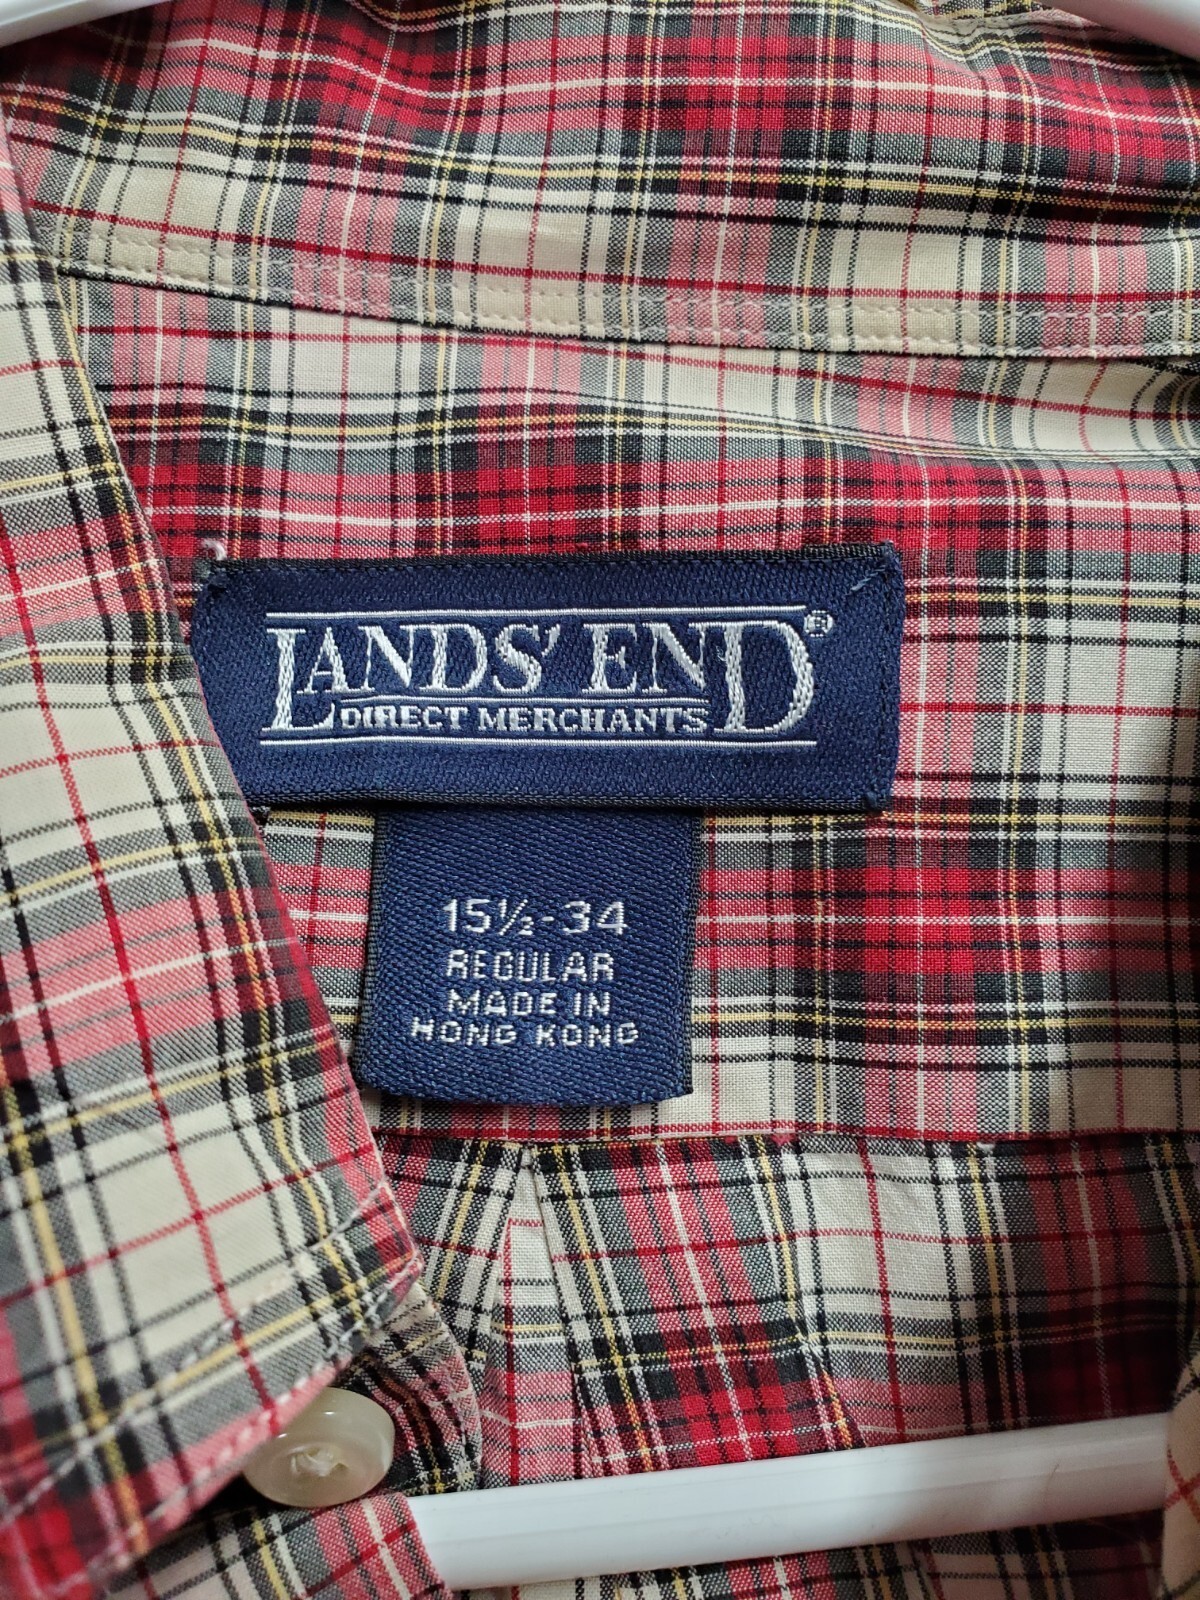 LANDS' END®
DIRECT MERCHANTS
15½-34
REGULAR
MADE IN
HONG KONG